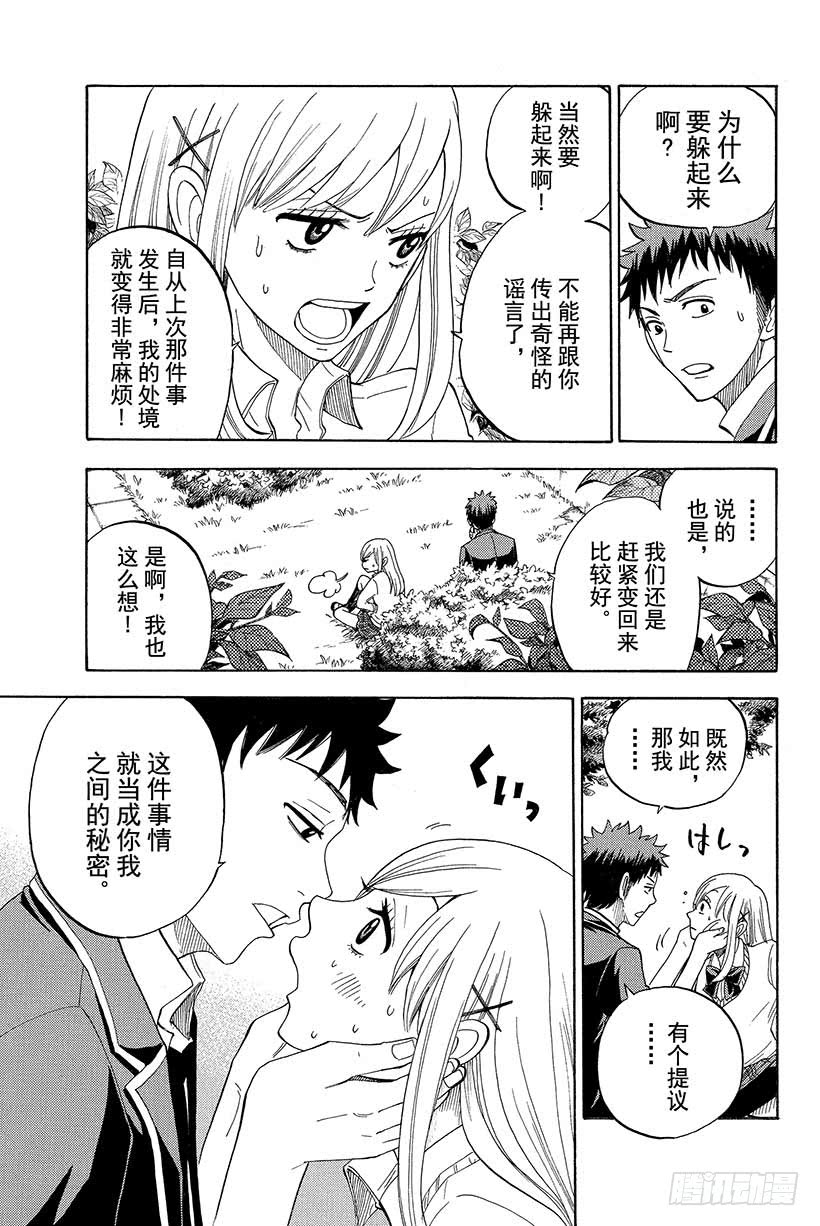 为什么
要躲起来
啊?
当然要
躲起来啊!
不能再跟你
传出奇怪的
谣言了,
自从上次那件事
发生后,我的处境
就变得非常麻烦!
……
说的
也是,
我们还是
赶紧变回来
比较好。
是啊,我也
这么想!
既然
如此,
那我
……
はしっ
有个提议
……
ぐいっ
这件事情
就当成你我
之间的秘密。
腾讯动漫